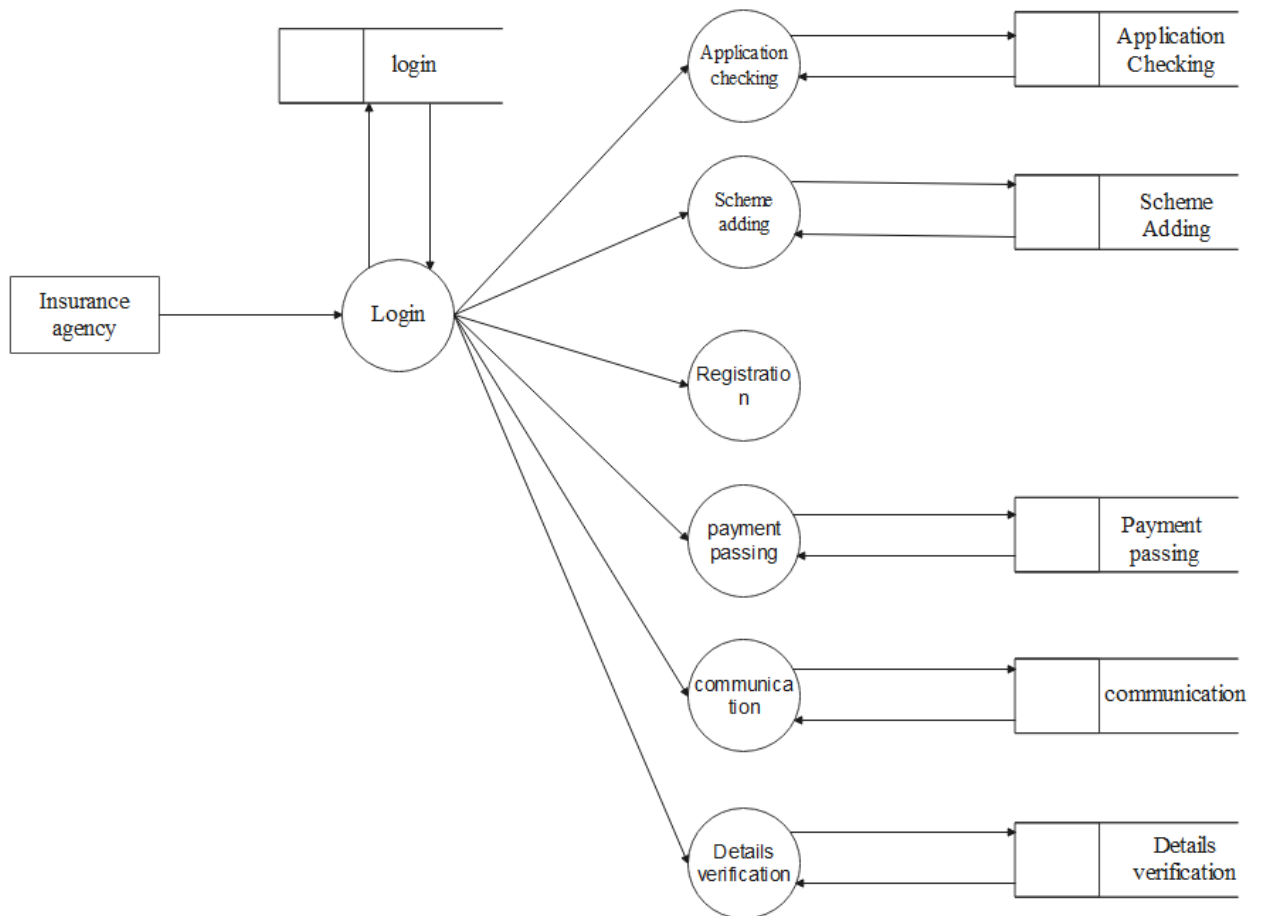 login
Application
checking
Application
Checking
Scheme
adding
Scheme
Adding
Insurance
agency
Login
Registratio
n
payment
passing
Payment
passing
communica
tion
communication
Details
verification
Details
verification